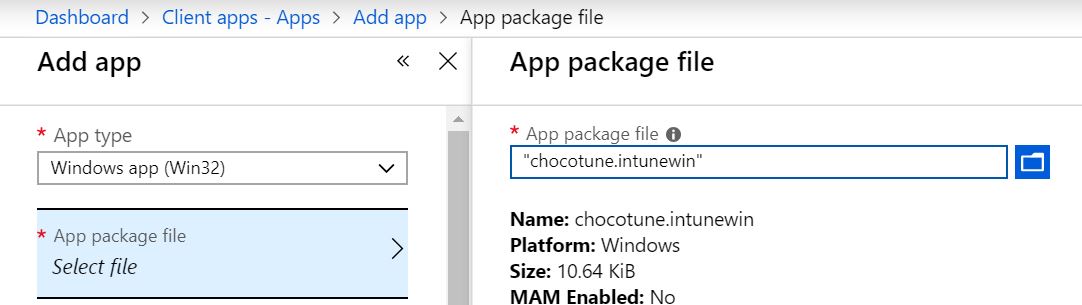 Dashboard > Client apps - Apps > Add app > App package file
Add app
* App type
Windows app (Win32)
* App package file
Select file
App package file
* App package file
"chocotune.intunewin"
Name: chocotune.intunewin
Platform: Windows
Size: 10.64 KiB
MAM Enabled: No